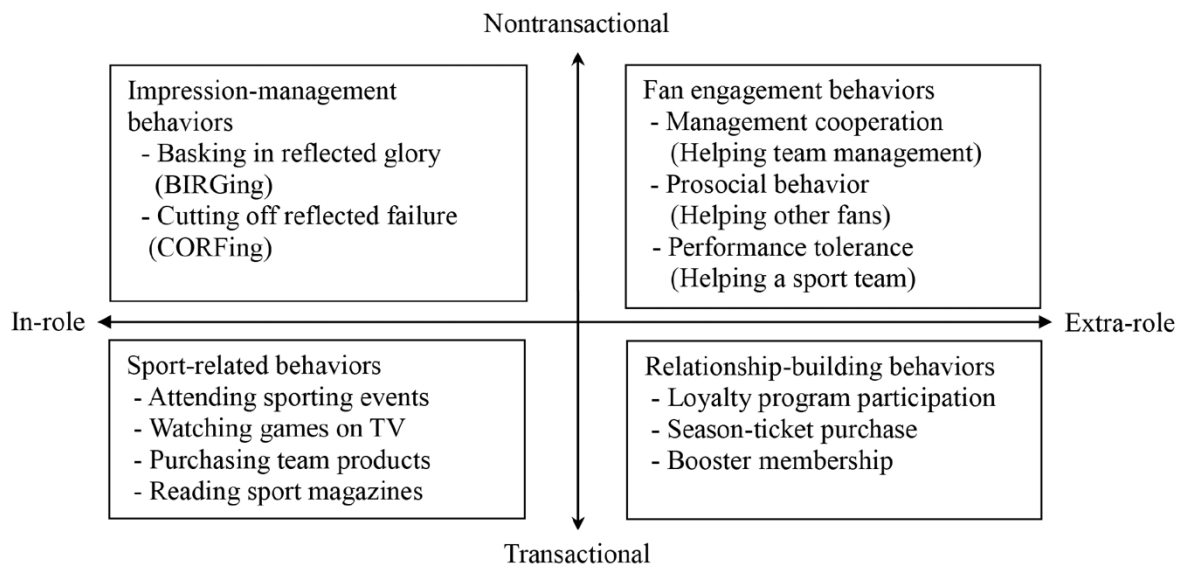 Nontransactional
Impression-management
behaviors
- Basking in reflected glory
(BIRGing)
- Cutting off reflected failure
(CORFing)
Fan engagement behaviors
- Management cooperation
(Helping team management)
- Prosocial behavior
(Helping other fans)
- Performance tolerance
(Helping a sport team)
In-role
Extra-role
Sport-related behaviors
- Attending sporting events
- Watching games on TV
- Purchasing team products
- Reading sport magazines
Relationship-building behaviors
- Loyalty program participation
- Season-ticket purchase
- Booster membership
Transactional